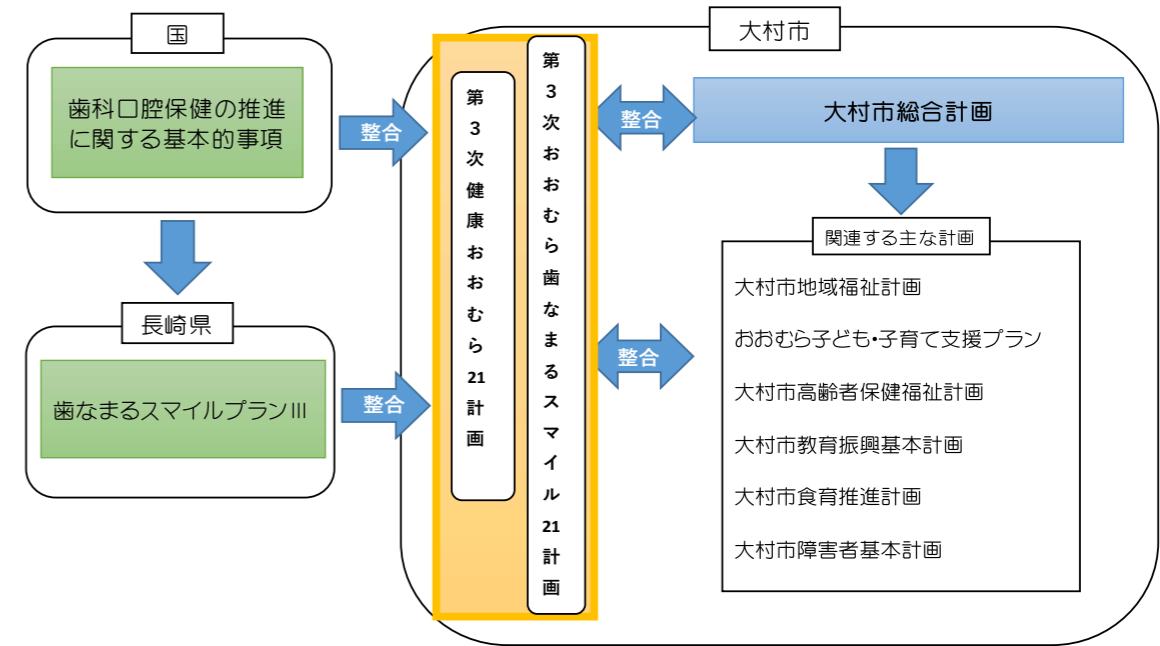 国
歯科口腔保健の推進
に関する基本的事項
整合
長崎県
歯なまるスマイルプランⅢ
整合
大村市
第3次健康おおむら21計画
第3次おおむら歯なまるスマイル21計画
整合
大村市総合計画
整合
関連する主な計画
大村市地域福祉計画
おおむら子ども・子育て支援プラン
大村市高齢者保健福祉計画
大村市教育振興基本計画
大村市食育推進計画
大村市障害者基本計画